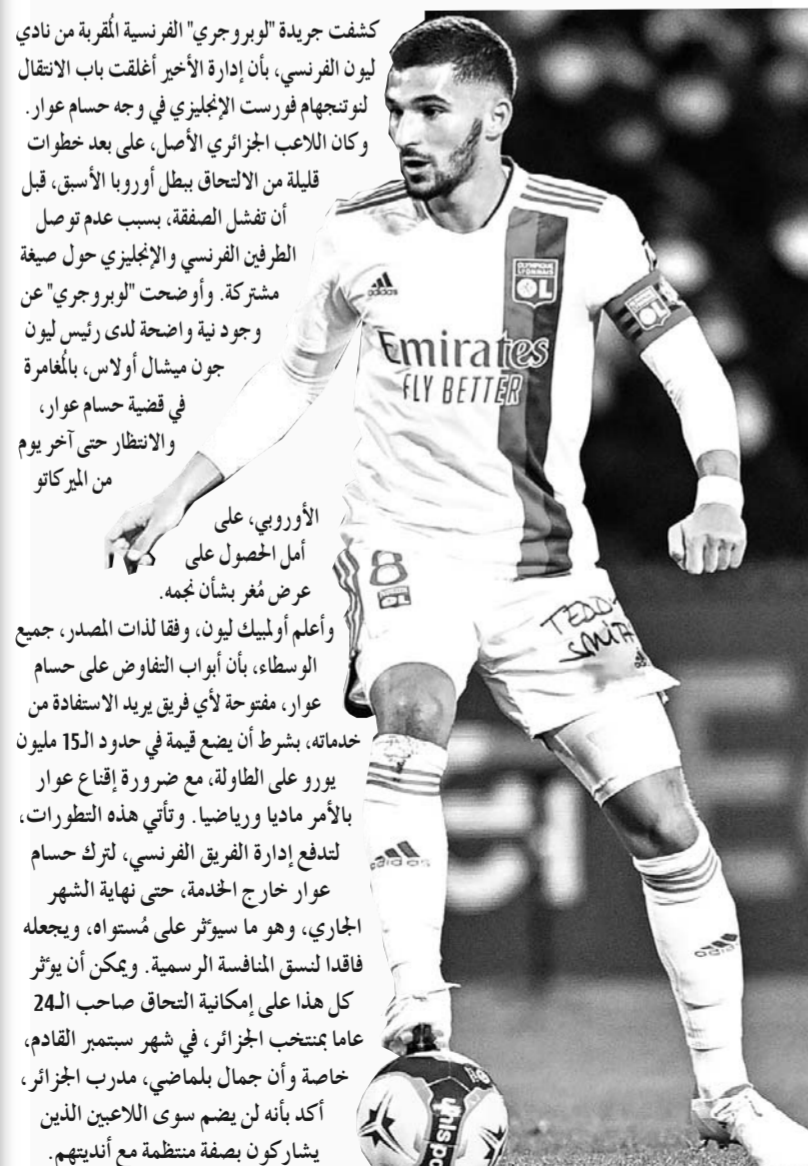 كشفت جريدة "لوبروجري" الفرنسية المُقربة من نادي
ليون الفرنسي، بأن إدارة الأخير أغلقت باب الانتقال
لنوتنجهام فورست الإنجليزي في وجه حسام عوار.
وكان اللاعب الجزائري الأصل، على بعد خطوات
قليلة من الالتحاق ببطل أوروبا الأسبق، قبل
أن تفشل الصفقة، بسبب عدم توصل
الطرفين الفرنسي والإنجليزي حول صيغة
مشتركة. وأوضحت "لوبروجري" عن
وجود نية واضحة لدى رئيس ليون
جون ميشال أولاس، بالمُغامرة
في قضية حسام عوار،
والانتظار حتى آخر يوم
من الميركاتو
الأوروبي، على
أمل الحصول على
عرض مُغر بشأن نجمه.
وأعلم أولمبيك ليون، وفقا لذات المصدر، جميع
الوسطاء، بأن أبواب التفاوض على حسام
عوار، مفتوحة لأي فريق يريد الاستفادة من
خدماته، بشرط أن يضع قيمة في حدود الـ15 مليون
يورو على الطاولة، مع ضرورة إقناع عوار
بالأمر ماديا ورياضيا. وتأتي هذه التطورات،
لتدفع إدارة الفريق الفرنسي، لترك حسام
عوار خارج الخدمة، حتى نهاية الشهر
الجاري، وهو ما سيؤثر على مُستواه، ويجعله
فاقدا لنسق المنافسة الرسمية. ويمكن أن يؤثر
كل هذا على إمكانية التحاق صاحب الـ24
عاما بمنتخب الجزائر، في شهر سبتمبر القادم،
خاصة وأن جمال بلماضي، مدرب الجزائر،
أكد بأنه لن يضم سوى اللاعبين الذين
يشاركون بصفة منتظمة مع أنديتهم.
adidas
OLYMPIQUE
LYONNAIS
OL
OL
Emirates
FLY BETTER
8
OL
TEDDY
SMITH
adidas
adidas